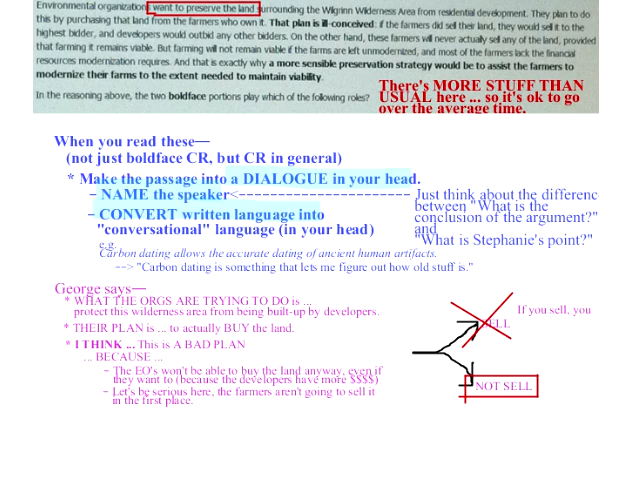 Environmental organizations want to preserve the land surrounding the Wilgrinn Wilderness Area from residential development. They plan to do
this by purchasing that land from the farmers who own it. That plan is ill-conceived: if the farmers did sell their land, they would sell it to the
highest bidder, and developers would outbid any other bidders. On the other hand, these farmers will never actually sell any of the land, provided
that farming it remains viable. But farming will not remain viable if the farms are left unmodernized, and most of the farmers lack the financial
resources modernization requires. And that is exactly why a more sensible preservation strategy would be to assist the farmers to
modernize their farms to the extent needed to maintain viability.
In the reasoning above, the two boldface portions play which of the following roles?
There's MORE STUFF THAN
USUAL here ... so it's ok to go
over the average time.
When you read these—
(not just boldface CR, but CR in general)
* Make the passage into a DIALOGUE in your head.
– NAME the speaker<----------------------
– CONVERT written language into
"conversational" language (in your head)
Just think about the differenc
between "What is the
conclusion of the argument?"
and
"What is Stephanie's point?"
e.g.
Carbon dating allows the accurate dating of ancient human artifacts.
--> "Carbon dating is something that lets me figure out how old stuff is."
George says—
* WHAT THE ORGS ARE TRYING TO DO is ...
protect this wilderness area from being built-up by developers.
* THEIR PLAN is ... to actually BUY the land.
* I THINK ... This is A BAD PLAN
... BECAUSE ...
– The EO's won't be able to buy the land anyway, even if
they want to (because the developers have more $$$$)
– Let's be serious here, the farmers aren't going to sell it
in the first place.
SELL
If you sell, you
NOT SELL